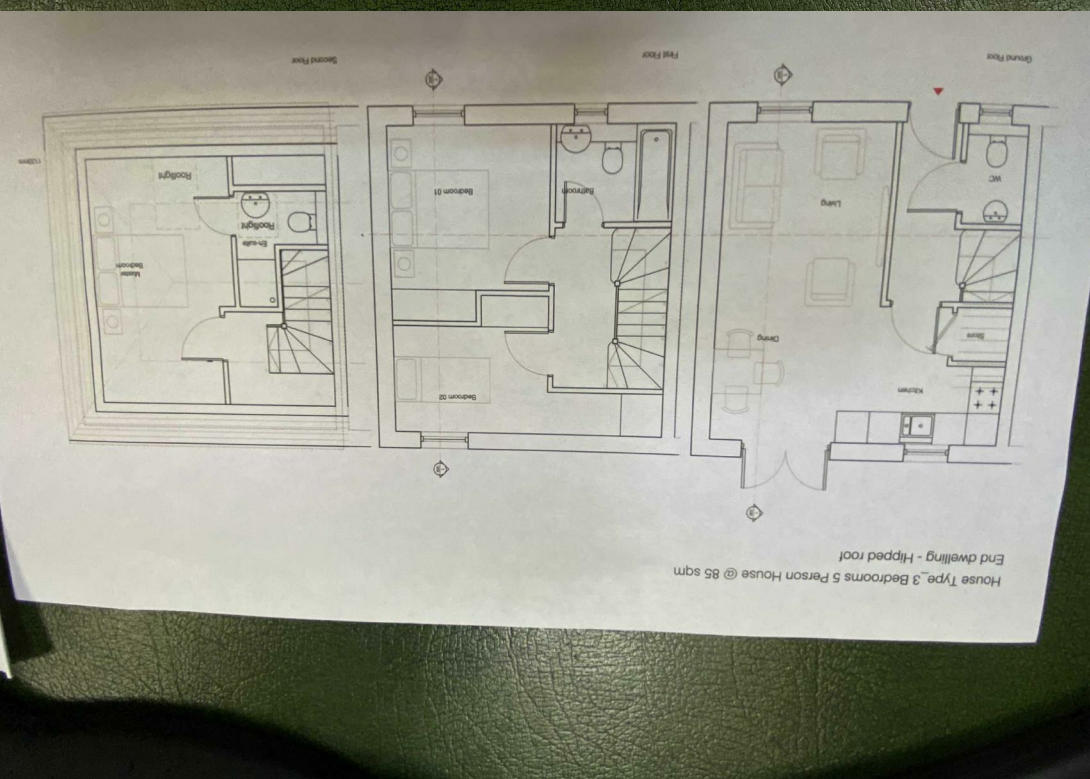 House Type_3 Bedrooms 5 Person House @ 85 sqm
End dwelling - Hipped roof
Kitchen
Dining
Store
Living
WC
Ground Floor
Bedroom 02
Bedroom 01
Bathroom
First Floor
Master
Bedroom
En-suite
Rooflight
Rooflight
Second Floor